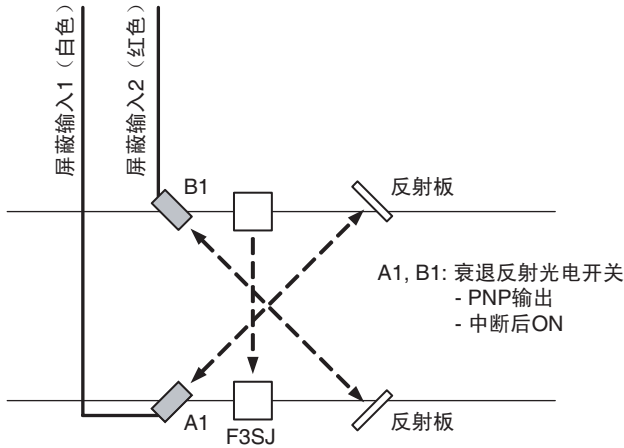 屏蔽输入1（白色）
屏蔽输入2（红色）
B1
反射板
A1, B1: 衰退反射光电开关
- PNP输出
- 中断后ON
A1
F3SJ
反射板